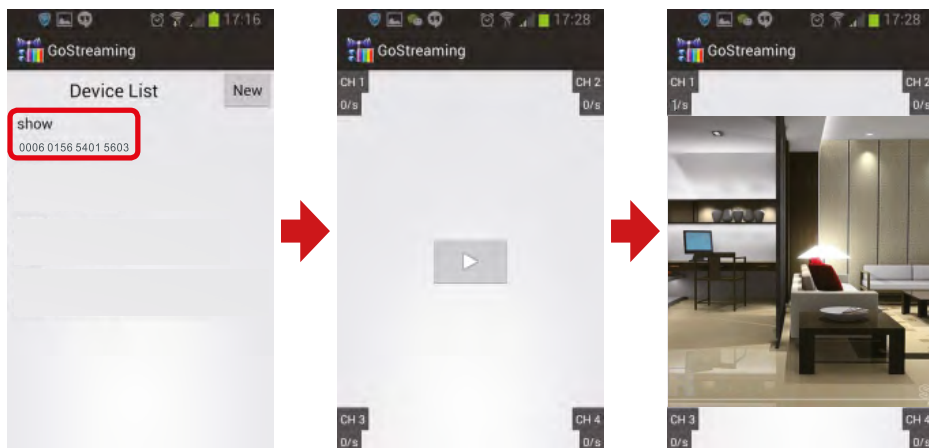 17:16
GoStreaming
Device List
New
show
0006 0156 5401 5603
17:28
GoStreaming
CH 1
0/s
CH 2
0/s
CH 3
0/s
CH 4
0/s
17:28
GoStreaming
CH 1
1/s
CH 2
0/s
CH 3
0/s
CH 4
0/s